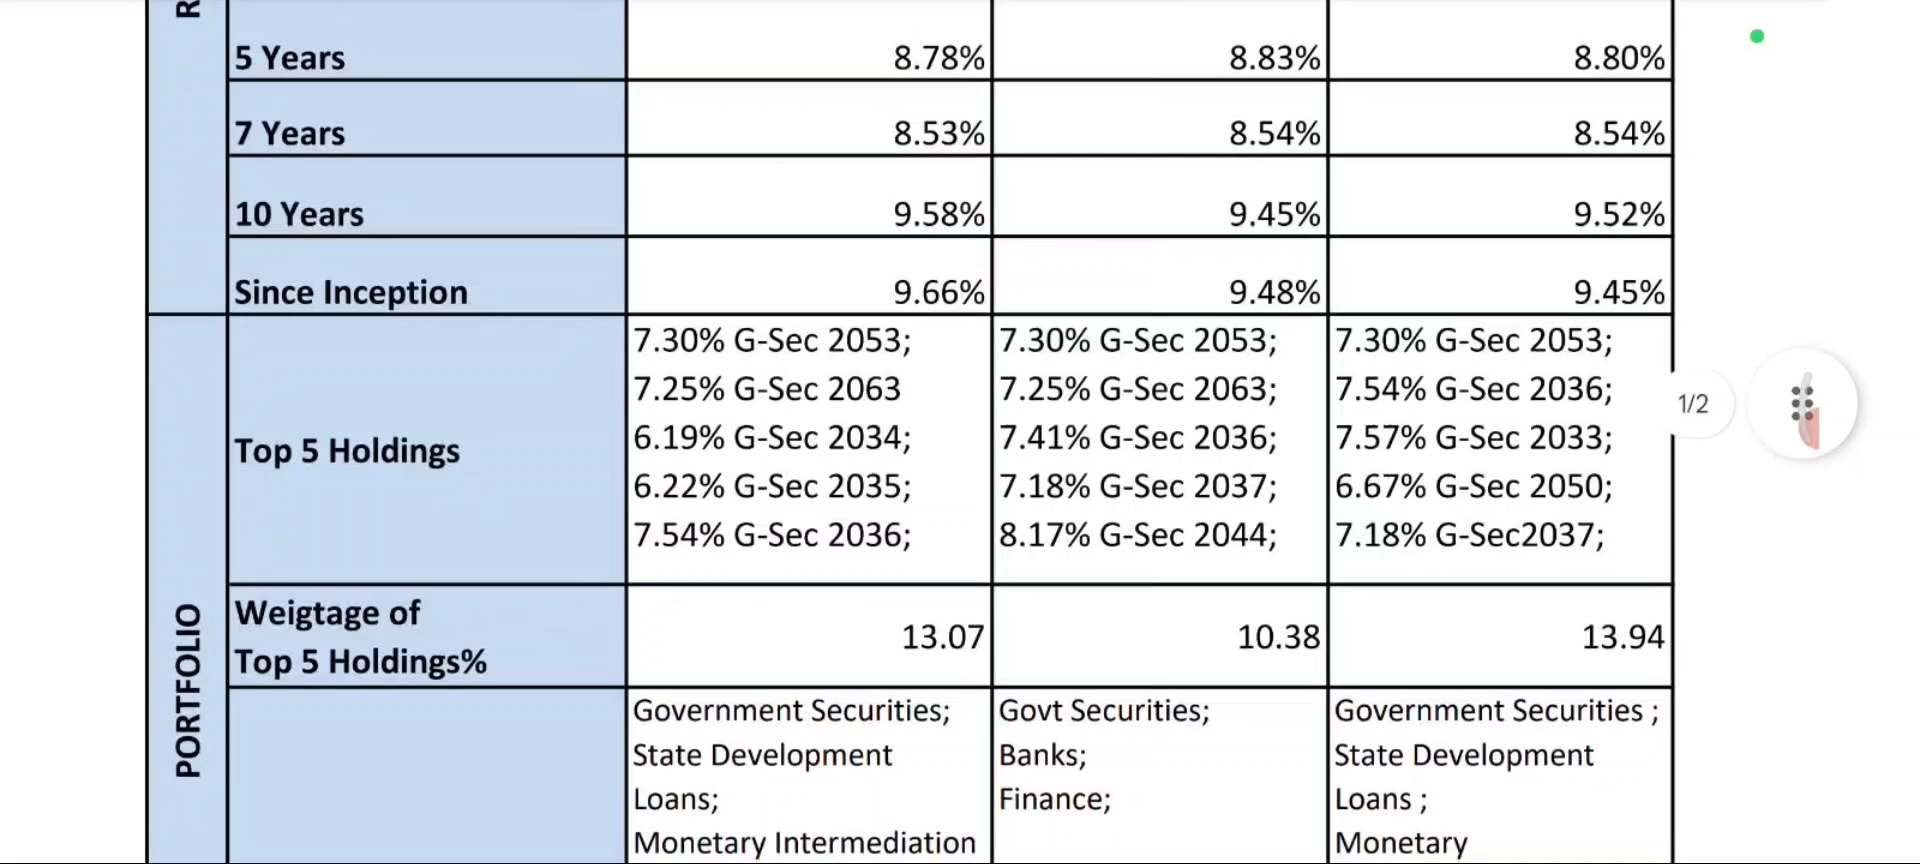 R
5 Years 8.78% 8.83% 8.80%
7 Years 8.53% 8.54% 8.54%
10 Years 9.58% 9.45% 9.52%
Since Inception 9.66% 9.48% 9.45%
PORTFOLIO
Top 5 Holdings
7.30% G-Sec 2053;
7.25% G-Sec 2063
6.19% G-Sec 2034;
6.22% G-Sec 2035;
7.54% G-Sec 2036;
7.30% G-Sec 2053;
7.25% G-Sec 2063;
7.41% G-Sec 2036;
7.18% G-Sec 2037;
8.17% G-Sec 2044;
7.30% G-Sec 2053;
7.54% G-Sec 2036;
7.57% G-Sec 2033;
6.67% G-Sec 2050;
7.18% G-Sec2037;
1/2
Weigtage of
Top 5 Holdings%
13.07 10.38 13.94
Government Securities;
State Development
Loans;
Monetary Intermediation
Govt Securities;
Banks;
Finance;
Government Securities ;
State Development
Loans ;
Monetary